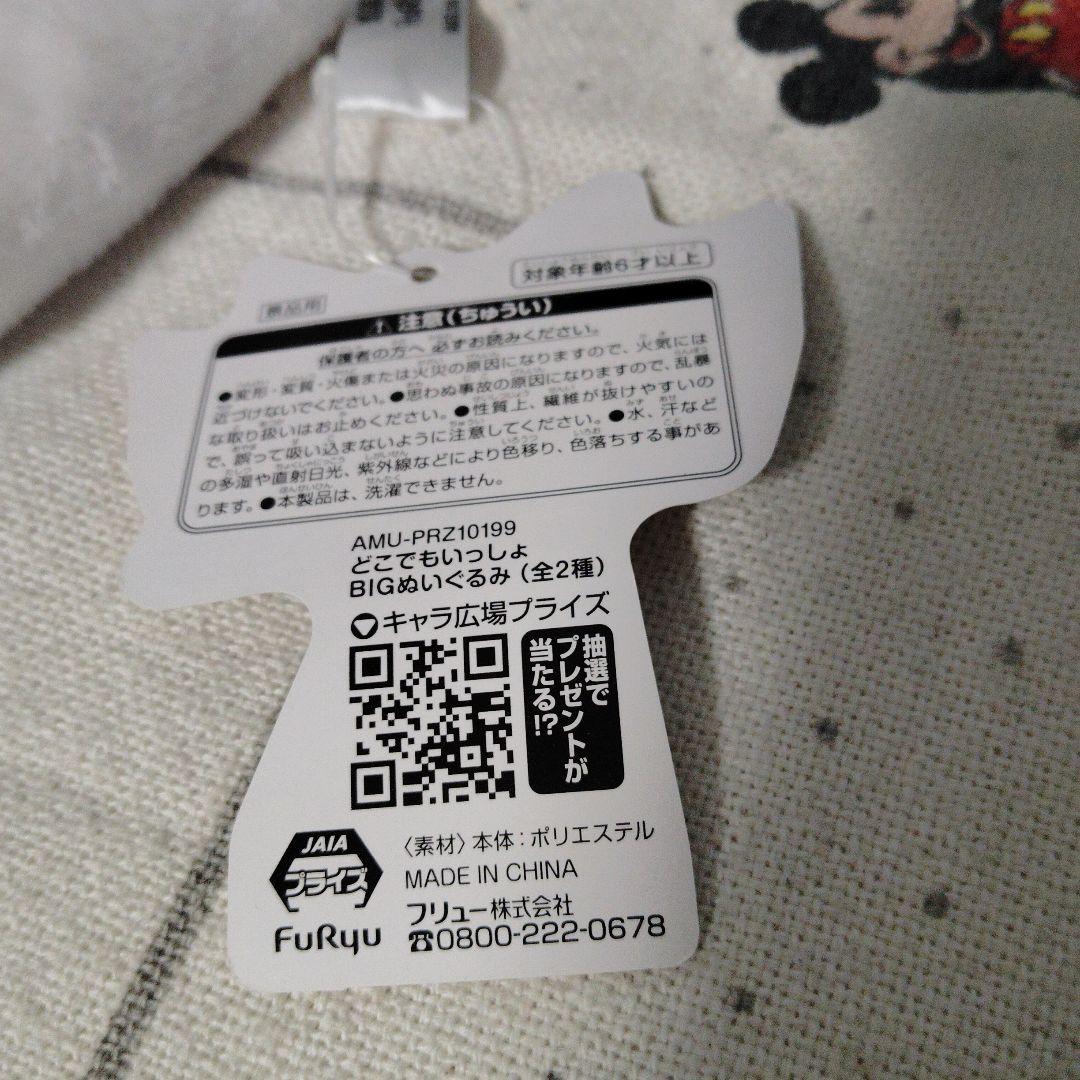 対象年齢6才以上
景品用
注意(ちゅうい)
保護者の方へ 必ずお読みください。
●変形・変質・火傷または火災の原因になりますので、火気には
近づけないでください。●思わぬ事故の原因になりますので、乱暴
な取り扱いはお止めください。●性質上、繊維が抜けやすいの
で、誤って吸い込まないように注意してください。●水、汗など
の多湿や直射日光、紫外線などにより色移り、色落ちする事があ
ります。●本製品は、洗濯できません。
AMU-PRZ10199
どこでもいっしょ
BIGぬいぐるみ(全2種)
キャラ広場プライズ
抽選で
プレゼントが
当たる!?
JAIA
プライズ
〈素材〉本体:ポリエステル
MADE IN CHINA
フリュー株式会社
FuRyu
☎0800-222-0678